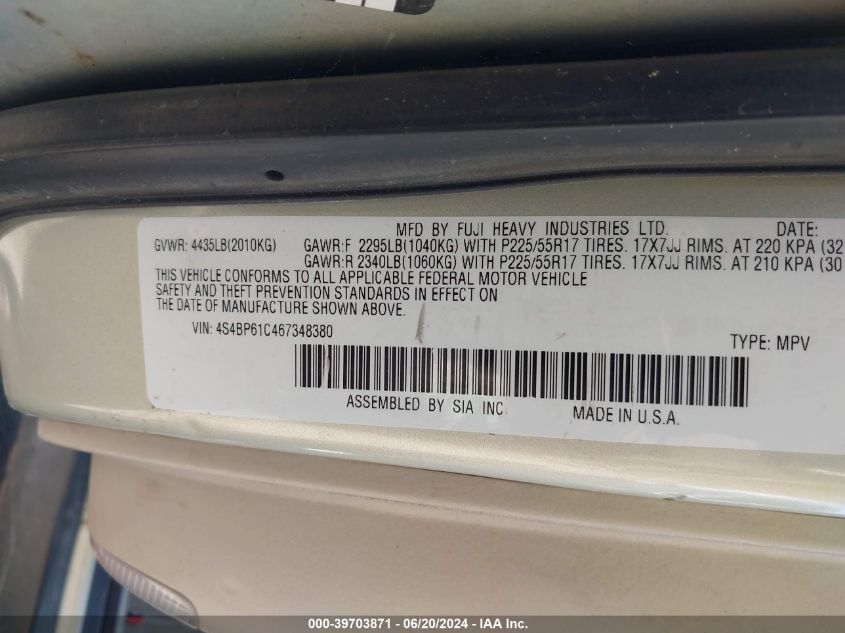 MFD BY FUJI HEAVY INDUSTRIES LTD. DATE:
GVWR: 4435LB(2010KG) GAWR:F 2295LB(1040KG) WITH P225/55R17 TIRES. 17X7JJ RIMS. AT 220 KPA (32
GAWR:R 2340LB(1060KG) WITH P225/55R17 TIRES. 17X7JJ RIMS. AT 210 KPA (30
THIS VEHICLE CONFORMS TO ALL APPLICABLE FEDERAL MOTOR VEHICLE
SAFETY AND THEFT PREVENTION STANDARDS IN EFFECT ON
THE DATE OF MANUFACTURE SHOWN ABOVE.
VIN: 4S4BP61C467348380 TYPE: MPV
ASSEMBLED BY SIA INC. MADE IN U.S.A.
000-39703871 - 06/20/2024 - IAA Inc.